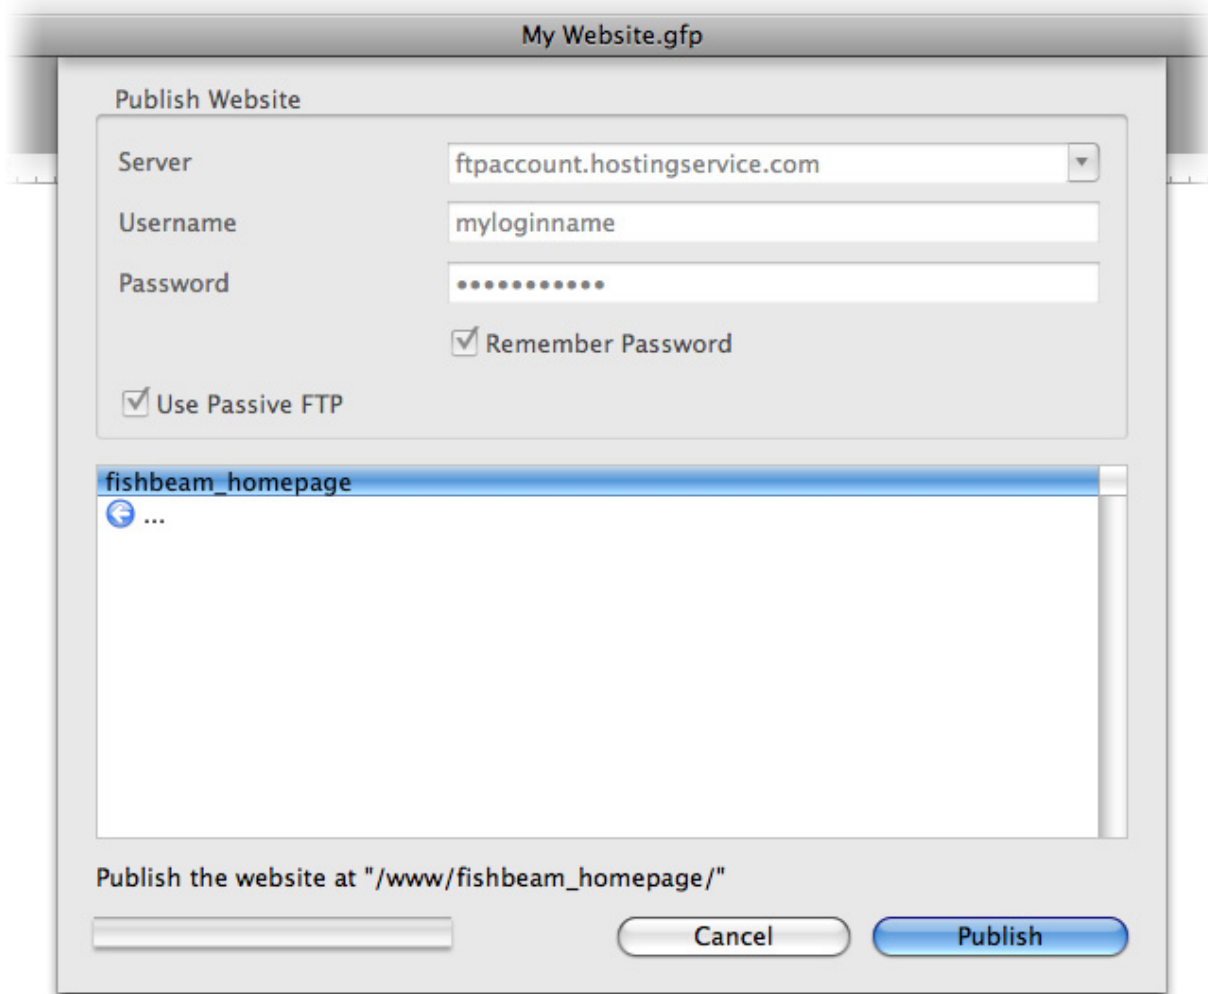 My Website.gfp
Publish Website
Server ftpaccount.hostingservice.com
Username myloginname
Password •••••••••••
Remember Password
Use Passive FTP
fishbeam_homepage
...
Publish the website at "/www/fishbeam_homepage/"
Cancel Publish